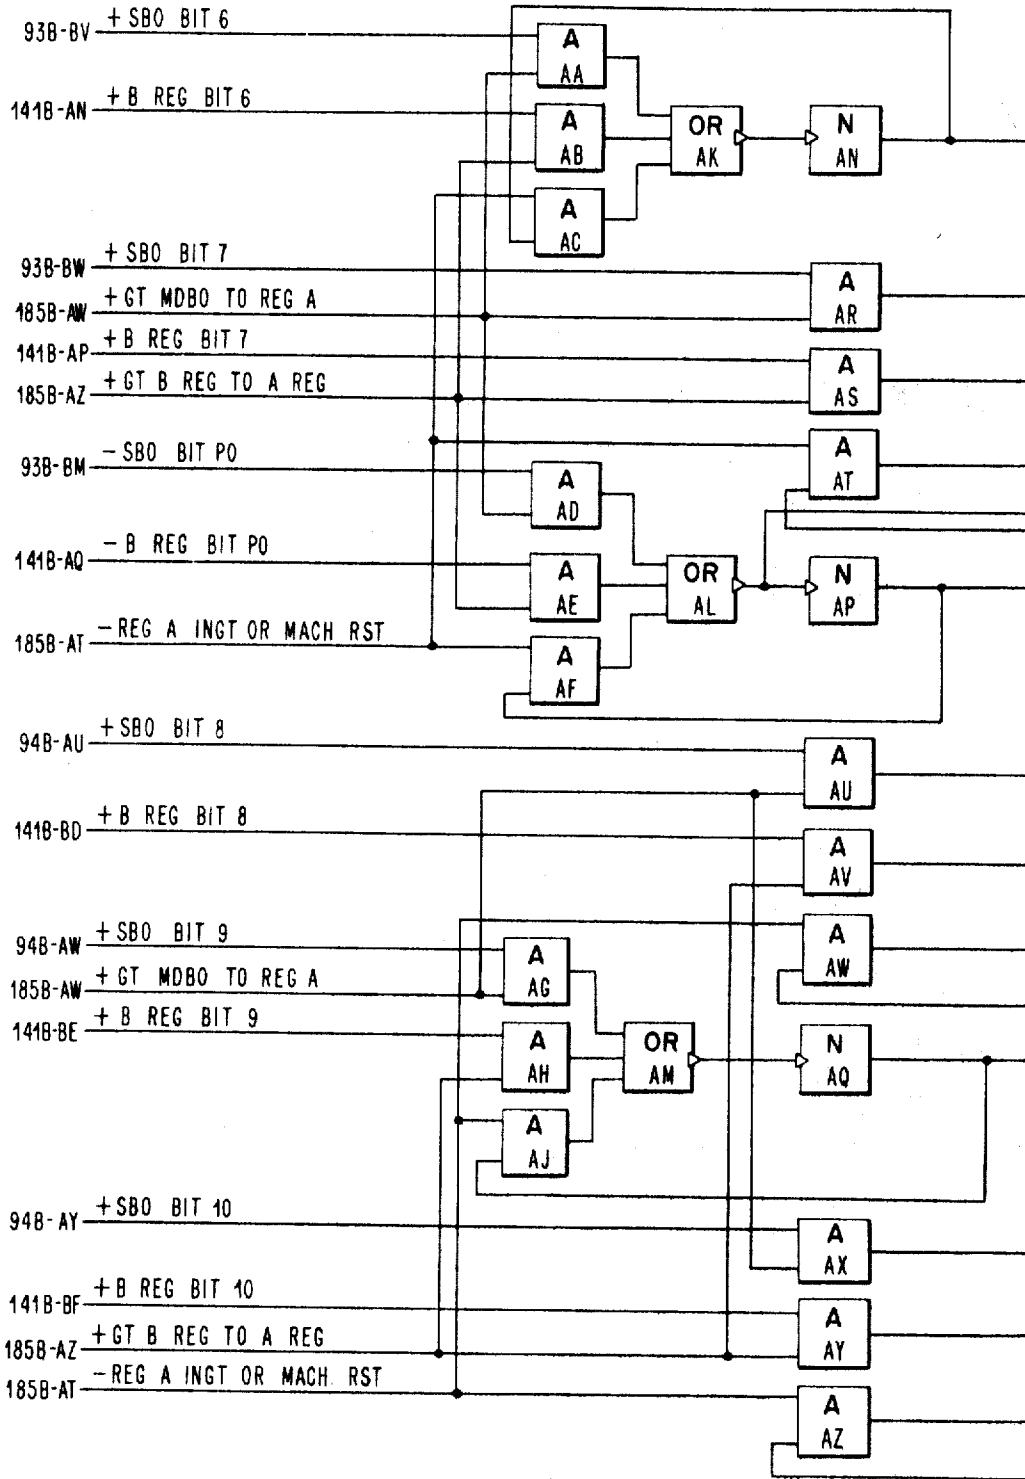 93B-BV + SBO BIT 6
A
AA
141B-AN + B REG BIT 6
A
AB
OR
AK
N
AN
A
AC
93B-BW + SBO BIT 7
A
AR
185B-AW + GT MDBO TO REG A
141B-AP + B REG BIT 7
A
AS
185B-AZ + GT B REG TO A REG
A
AT
93B-BM - SBO BIT P0
A
AD
141B-AQ - B REG BIT P0
A
AE
OR
AL
N
AP
185B-AT - REG A INGT OR MACH RST
A
AF
94B-AU + SBO BIT 8
A
AU
141B-BD + B REG BIT 8
A
AV
94B-AW + SBO BIT 9
A
AG
A
AW
185B-AW + GT MDBO TO REG A
141B-BE + B REG BIT 9
A
AH
OR
AM
N
AQ
A
AJ
94B-AY + SBO BIT 10
A
AX
141B-BF + B REG BIT 10
A
AY
185B-AZ + GT B REG TO A REG
185B-AT - REG A INGT OR MACH RST
A
AZ